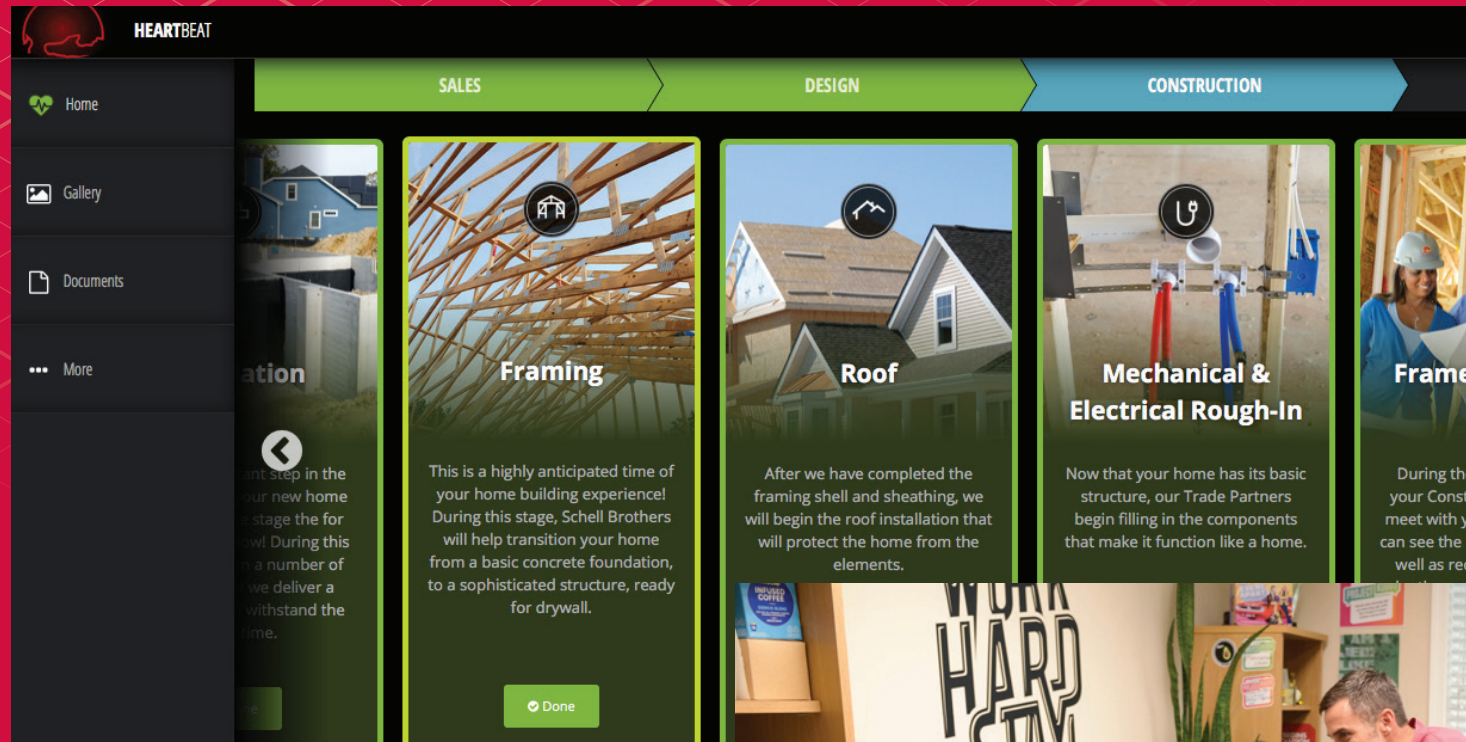 HEARTBEAT
SALES
DESIGN
CONSTRUCTION
Home
Gallery
Documents
More
ation
step in the
new home
stage the for
During this
a number of
we deliver a
withstand the
time.
Framing
This is a highly anticipated time of
your home building experience!
During this stage, Schell Brothers
will help transition your home
from a basic concrete foundation,
to a sophisticated structure, ready
for drywall.
Done
Roof
After we have completed the
framing shell and sheathing, we
will begin the roof installation that
will protect the home from the
elements.
Mechanical &
Electrical Rough-In
Now that your home has its basic
structure, our Trade Partners
begin filling in the components
that make it function like a home.
Frame
During th
your Const
meet with y
can see the
well as re
INFUSED
COFFEE
WORK
HARD
STAY
PROJECT